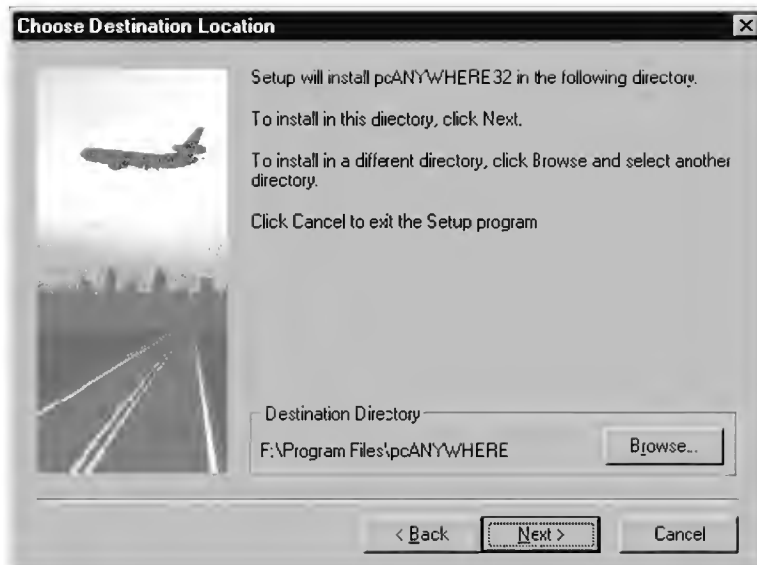 Choose Destination Location
Setup will install pcANYWHERE32 in the following directory.
To install in this directory, click Next.
To install in a different directory, click Browse and select another
directory.
Click Cancel to exit the Setup program
Destination Directory
F:\Program Files\pcANYWHERE
Browse...
< Back
Next >
Cancel